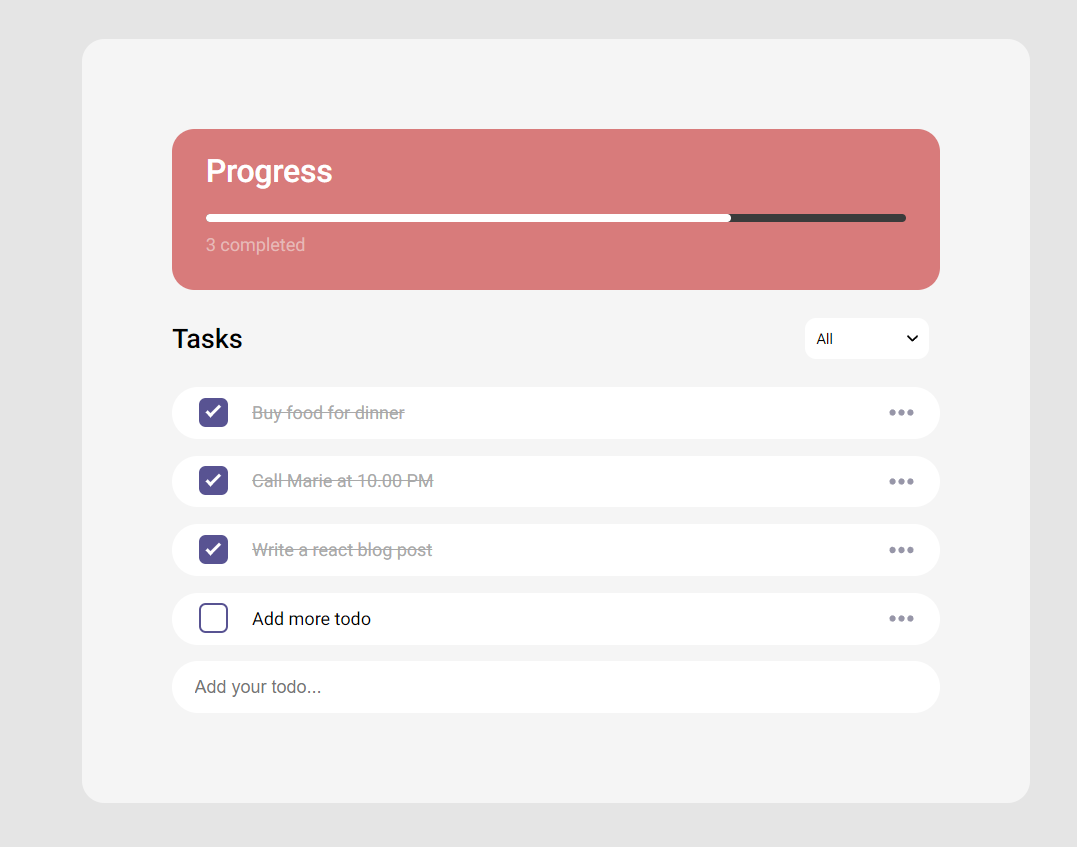 Progress
3 completed
Tasks
All
Buy food for dinner
Call Marie at 10.00 PM
Write a react blog post
Add more todo
Add your todo...